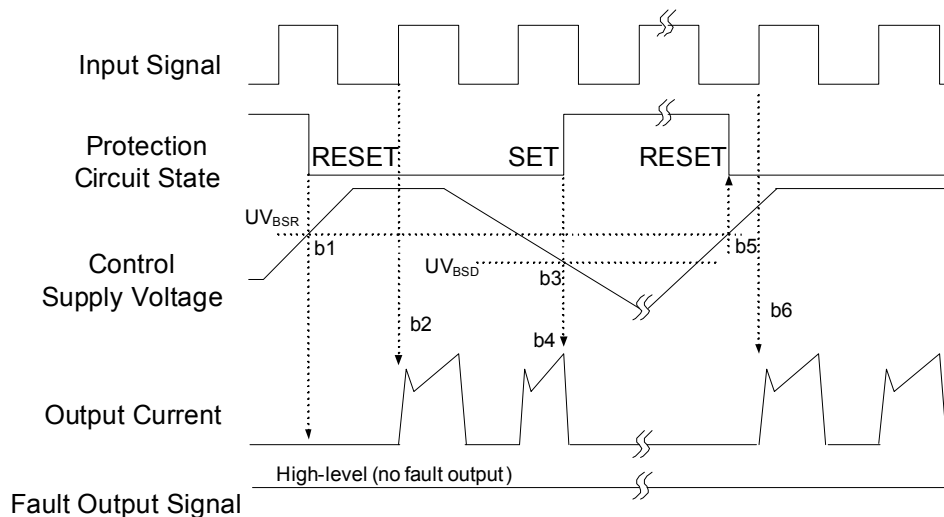 Input Signal
Protection
Circuit State
RESET
SET
RESET
UVBSR
b1
b5
Control
Supply Voltage
UVBSD
b3
b2
b4
b6
Output Current
High-level (no fault output)
Fault Output Signal